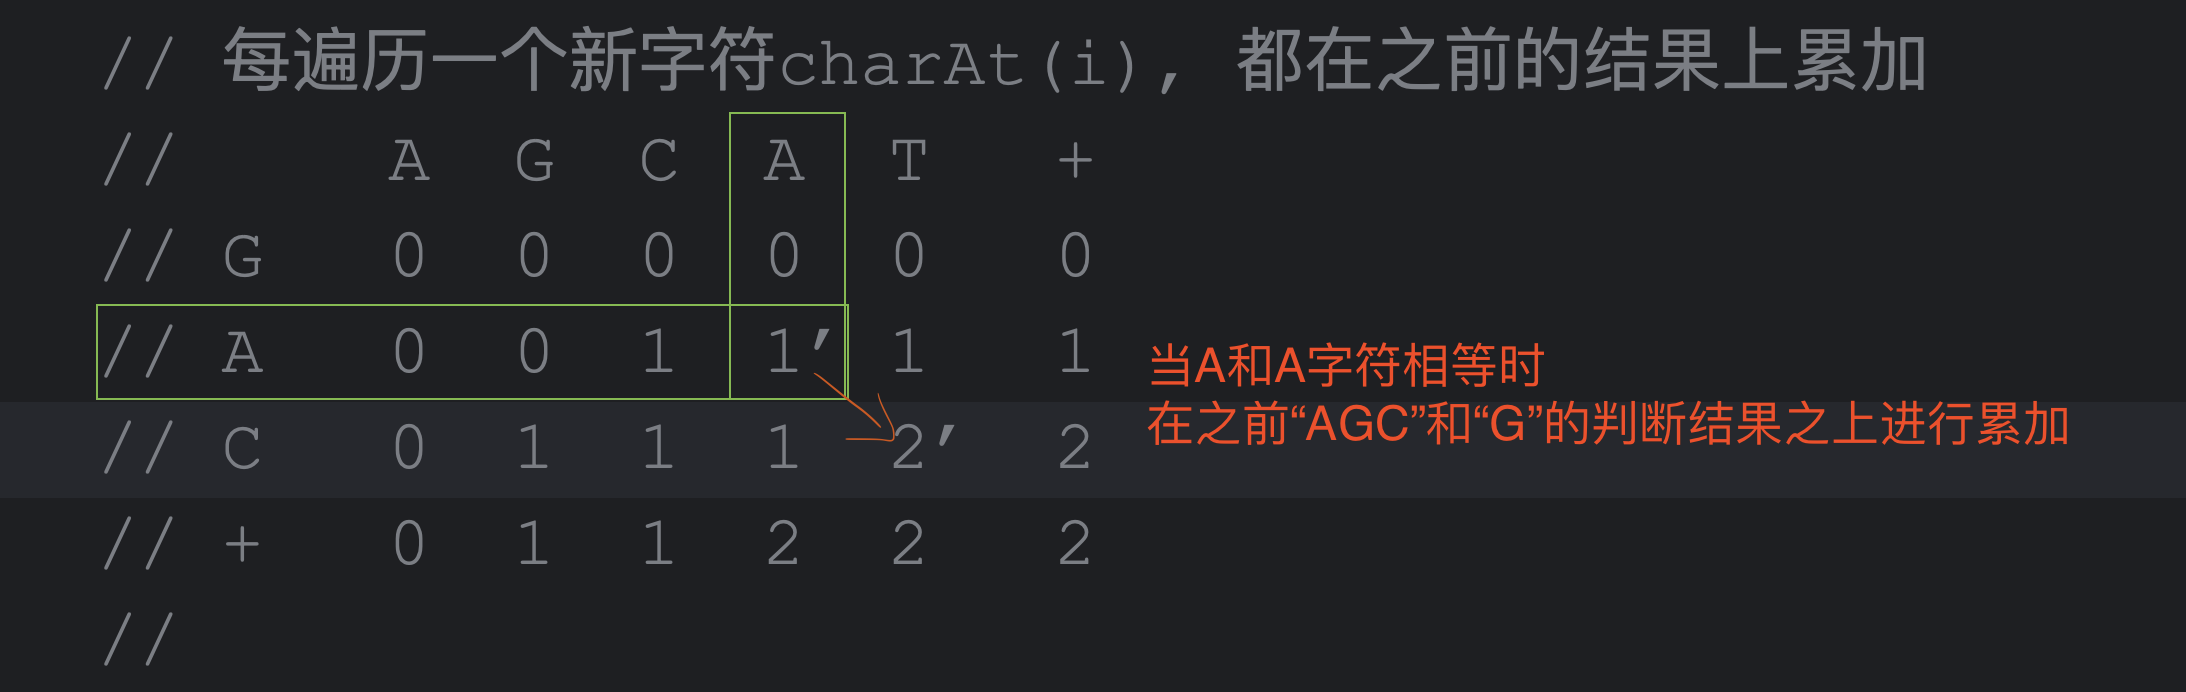 // 每遍历一个新字符charAt(i), 都在之前的结果上累加
// A G C A T +
// G 0 0 0 0 0 0
// A 0 0 1 1’ 1 1
当A和A字符相等时
在之前“AGC”和“G”的判断结果之上进行累加
// C 0 1 1 1 2’ 2
// + 0 1 1 2 2 2
//